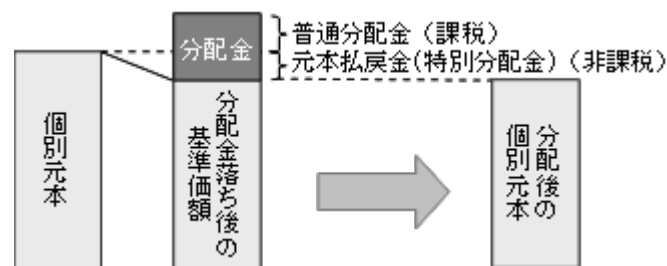 分配金
普通分配金（課税）
元本払戻金(特別分配金)（非課税）
個別元本
分配金落ち後の
基準価額
分配後の
個別元本